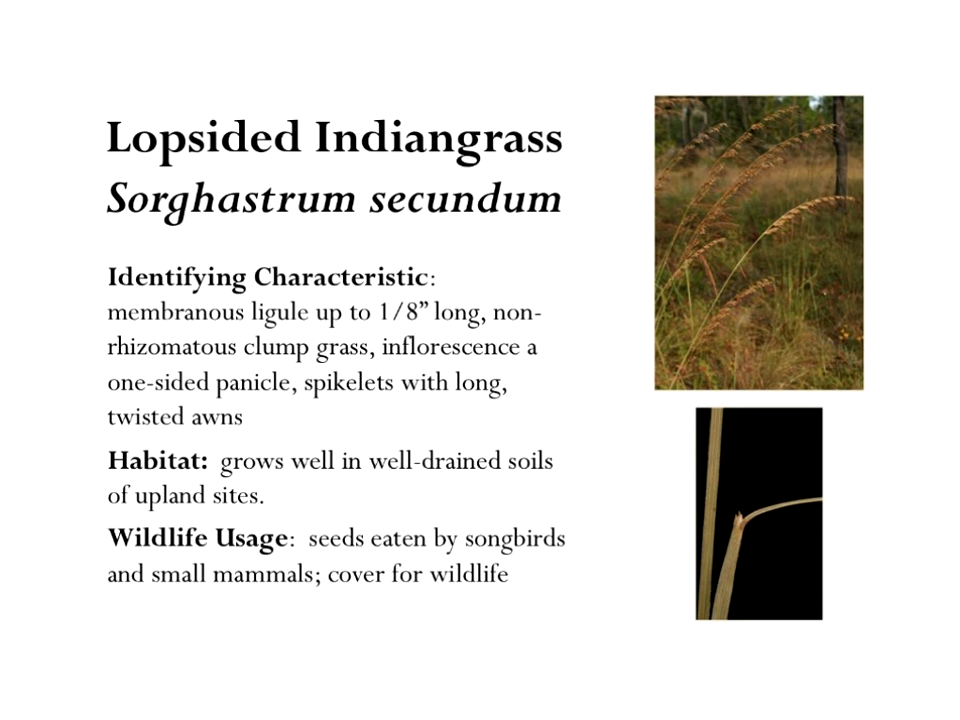 Lopsided Indiangrass
Sorghastrum secundum
Identifying Characteristic:
membranous ligule up to 1/8” long, non-
rhizomatous clump grass, inflorescence a
one-sided panicle, spikelets with long,
twisted awns
Habitat: grows well in well-drained soils
of upland sites.
Wildlife Usage: seeds eaten by songbirds
and small mammals; cover for wildlife